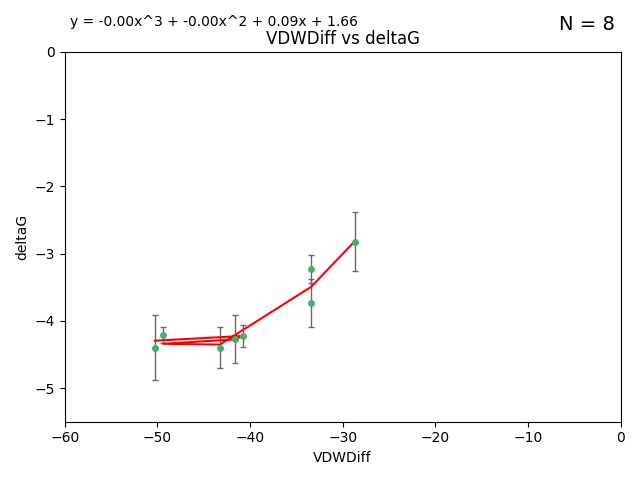 y = -0.00x^3 + -0.00x^2 + 0.09x + 1.66
N = 8
VDWDiff vs deltaG
0
−1
−2
−3
−4
−5
deltaG
−60 −50 −40 −30 −20 −10 0
VDWDiff